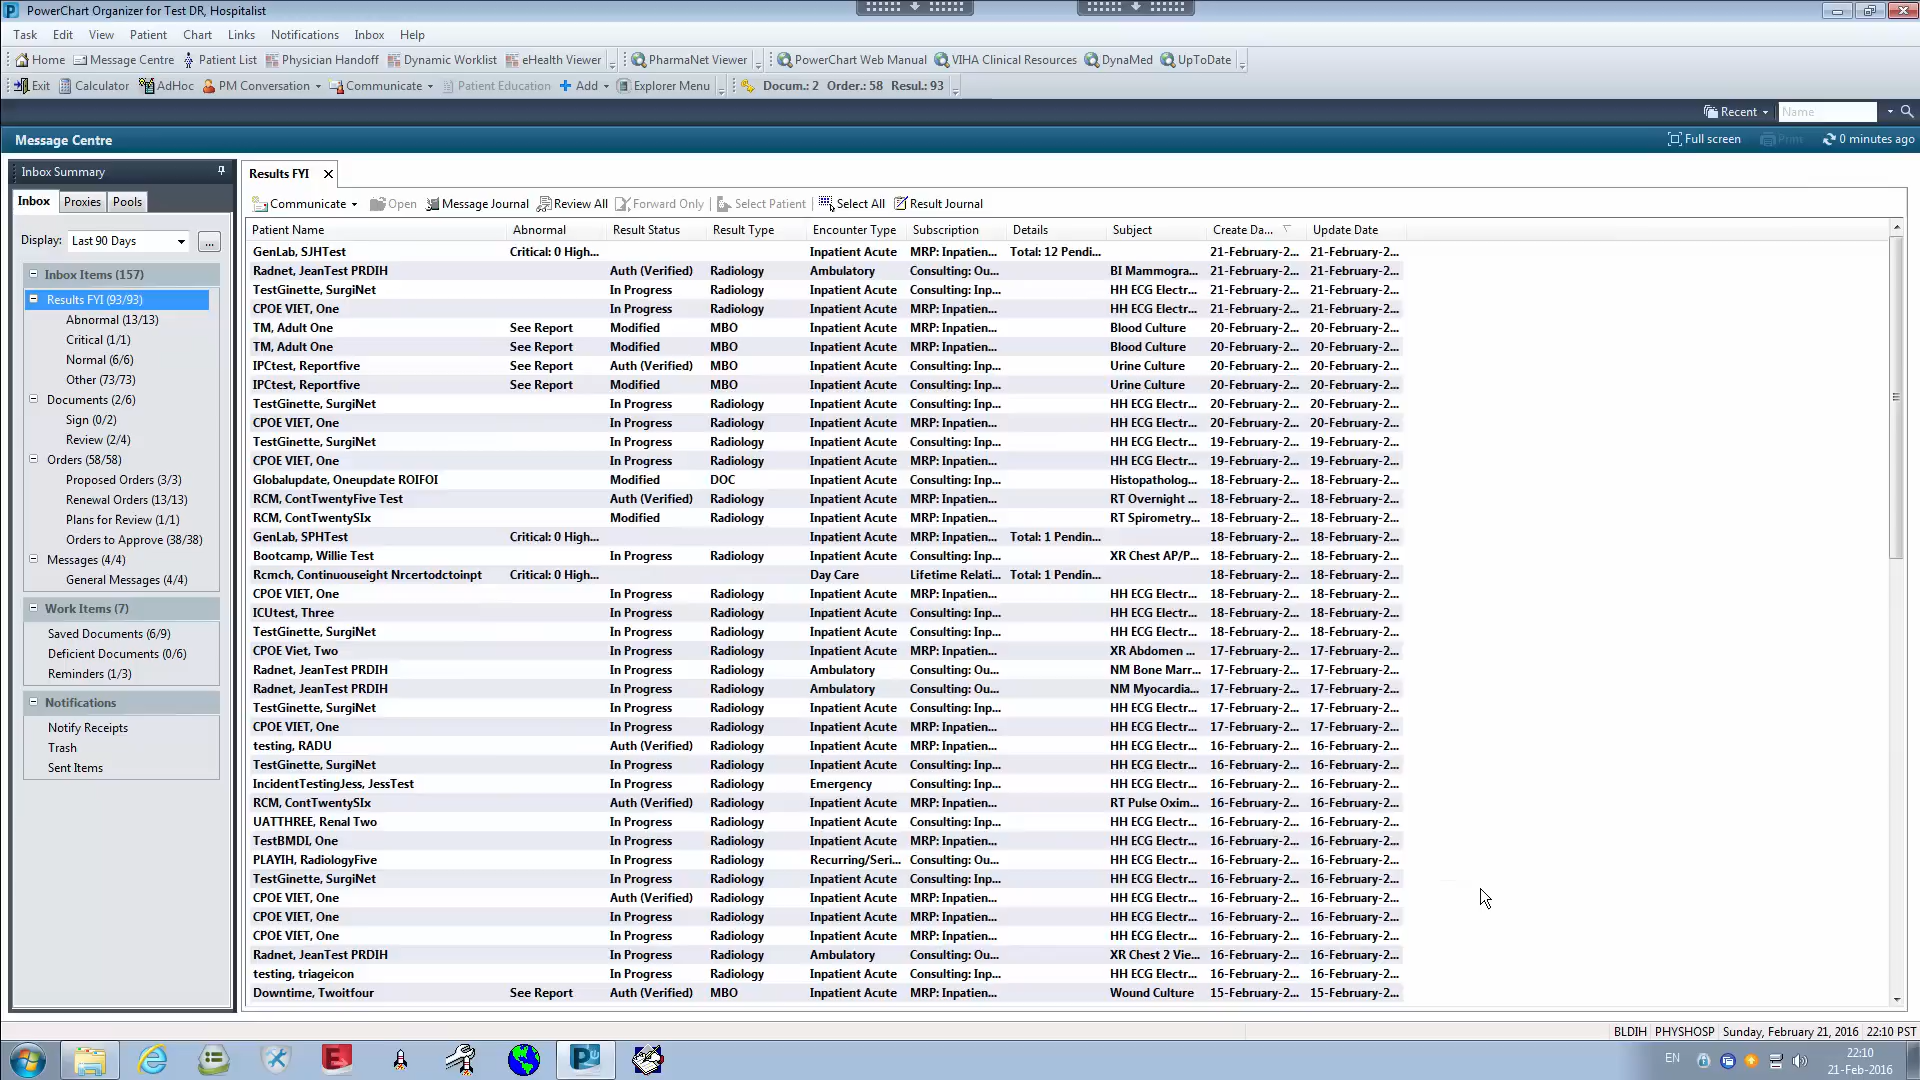 PowerChart Organizer for Test DR, Hospitalist
Task Edit View Patient Chart Links Notifications Inbox Help
Home Message Centre Patient List Physician Handoff Dynamic Worklist eHealth Viewer PharmaNet Viewer PowerChart Web Manual VIHA Clinical Resources DynaMed UpToDate
Exit Calculator AdHoc PM Conversation Communicate Patient Education Add Explorer Menu Docum.: 2 Order.: 58 Resul.: 93
Recent Name
Message Centre Full screen Print 0 minutes ago
Inbox Summary
Inbox Proxies Pools
Display: Last 90 Days ...
Inbox Items (157)
Results FYI (93/93)
Abnormal (13/13)
Critical (1/1)
Normal (6/6)
Other (73/73)
Documents (2/6)
Sign (0/2)
Review (2/4)
Orders (58/58)
Proposed Orders (3/3)
Renewal Orders (13/13)
Plans for Review (1/1)
Orders to Approve (38/38)
Messages (4/4)
General Messages (4/4)
Work Items (7)
Saved Documents (6/9)
Deficient Documents (0/6)
Reminders (1/3)
Notifications
Notify Receipts
Trash
Sent Items
Results FYI
Communicate Open Message Journal Review All Forward Only Select Patient Select All Result Journal
Patient Name Abnormal Result Status Result Type Encounter Type Subscription Details Subject Create Da... Update Date
GenLab, SJHTest Critical: 0 High... Inpatient Acute MRP: Inpatien... Total: 12 Pendi... 21-February-2... 21-February-2...
Radnet, JeanTest PRDIH Auth (Verified) Radiology Ambulatory Consulting: Ou... BI Mammogra... 21-February-2... 21-February-2...
TestGinette, SurgiNet In Progress Radiology Inpatient Acute Consulting: Inp... HH ECG Electr... 21-February-2... 21-February-2...
CPOE VIET, One In Progress Radiology Inpatient Acute MRP: Inpatien... HH ECG Electr... 21-February-2... 21-February-2...
TM, Adult One See Report Modified MBO Inpatient Acute MRP: Inpatien... Blood Culture 20-February-2... 20-February-2...
TM, Adult One See Report Modified MBO Inpatient Acute MRP: Inpatien... Blood Culture 20-February-2... 20-February-2...
IPCtest, Reportfive See Report Auth (Verified) MBO Inpatient Acute Consulting: Inp... Urine Culture 20-February-2... 20-February-2...
IPCtest, Reportfive See Report Modified MBO Inpatient Acute Consulting: Inp... Urine Culture 20-February-2... 20-February-2...
TestGinette, SurgiNet In Progress Radiology Inpatient Acute Consulting: Inp... HH ECG Electr... 20-February-2... 20-February-2...
CPOE VIET, One In Progress Radiology Inpatient Acute MRP: Inpatien... HH ECG Electr... 20-February-2... 20-February-2...
TestGinette, SurgiNet In Progress Radiology Inpatient Acute Consulting: Inp... HH ECG Electr... 19-February-2... 19-February-2...
CPOE VIET, One In Progress Radiology Inpatient Acute MRP: Inpatien... HH ECG Electr... 19-February-2... 19-February-2...
Globalupdate, Oneupdate ROIFOI Modified DOC Inpatient Acute Consulting: Inp... Histopatholog... 18-February-2... 18-February-2...
RCM, ContTwentyFive Test Auth (Verified) Radiology Inpatient Acute MRP: Inpatien... RT Overnight ... 18-February-2... 18-February-2...
RCM, ContTwentySIx Modified Radiology Inpatient Acute MRP: Inpatien... RT Spirometry... 18-February-2... 18-February-2...
GenLab, SPHTest Critical: 0 High... Inpatient Acute MRP: Inpatien... Total: 1 Pendin... 18-February-2... 18-February-2...
Bootcamp, Willie Test In Progress Radiology Inpatient Acute Consulting: Inp... XR Chest AP/P... 18-February-2... 18-February-2...
Rcmch, Continuouseight Nrcertodctoinpt Critical: 0 High... Day Care Lifetime Relati... Total: 1 Pendin... 18-February-2... 18-February-2...
CPOE VIET, One In Progress Radiology Inpatient Acute MRP: Inpatien... HH ECG Electr... 18-February-2... 18-February-2...
ICUtest, Three In Progress Radiology Inpatient Acute Consulting: Inp... HH ECG Electr... 18-February-2... 18-February-2...
TestGinette, SurgiNet In Progress Radiology Inpatient Acute Consulting: Inp... HH ECG Electr... 18-February-2... 18-February-2...
CPOE Viet, Two In Progress Radiology Inpatient Acute MRP: Inpatien... XR Abdomen ... 17-February-2... 17-February-2...
Radnet, JeanTest PRDIH In Progress Radiology Ambulatory Consulting: Ou... NM Bone Marr... 17-February-2... 17-February-2...
Radnet, JeanTest PRDIH In Progress Radiology Ambulatory Consulting: Ou... NM Myocardia... 17-February-2... 17-February-2...
TestGinette, SurgiNet In Progress Radiology Inpatient Acute Consulting: Inp... HH ECG Electr... 17-February-2... 17-February-2...
CPOE VIET, One In Progress Radiology Inpatient Acute MRP: Inpatien... HH ECG Electr... 17-February-2... 17-February-2...
testing, RADU Auth (Verified) Radiology Inpatient Acute MRP: Inpatien... HH ECG Electr... 16-February-2... 16-February-2...
TestGinette, SurgiNet In Progress Radiology Inpatient Acute Consulting: Inp... HH ECG Electr... 16-February-2... 16-February-2...
IncidentTestingJess, JessTest In Progress Radiology Emergency Consulting: Inp... HH ECG Electr... 16-February-2... 16-February-2...
RCM, ContTwentySIx Auth (Verified) Radiology Inpatient Acute MRP: Inpatien... RT Pulse Oxim... 16-February-2... 16-February-2...
UATTHREE, Renal Two In Progress Radiology Inpatient Acute Consulting: Inp... HH ECG Electr... 16-February-2... 16-February-2...
TestBMDI, One In Progress Radiology Inpatient Acute MRP: Inpatien... HH ECG Electr... 16-February-2... 16-February-2...
PLAYIH, RadiologyFive In Progress Radiology Recurring/Seri... Consulting: Ou... HH ECG Electr... 16-February-2... 16-February-2...
TestGinette, SurgiNet In Progress Radiology Inpatient Acute Consulting: Inp... HH ECG Electr... 16-February-2... 16-February-2...
CPOE VIET, One Auth (Verified) Radiology Inpatient Acute MRP: Inpatien... HH ECG Electr... 16-February-2... 16-February-2...
CPOE VIET, One In Progress Radiology Inpatient Acute MRP: Inpatien... HH ECG Electr... 16-February-2... 16-February-2...
CPOE VIET, One In Progress Radiology Inpatient Acute MRP: Inpatien... HH ECG Electr... 16-February-2... 16-February-2...
Radnet, JeanTest PRDIH In Progress Radiology Ambulatory Consulting: Ou... XR Chest 2 Vie... 16-February-2... 16-February-2...
testing, triageicon In Progress Radiology Inpatient Acute Consulting: Inp... HH ECG Electr... 16-February-2... 16-February-2...
Downtime, Twoitfour See Report Auth (Verified) MBO Inpatient Acute MRP: Inpatien... Wound Culture 15-February-2... 15-February-2...
BLDIH PHYSHOSP Sunday, February 21, 2016 22:10 PST
EN 22:10
21-Feb-2016